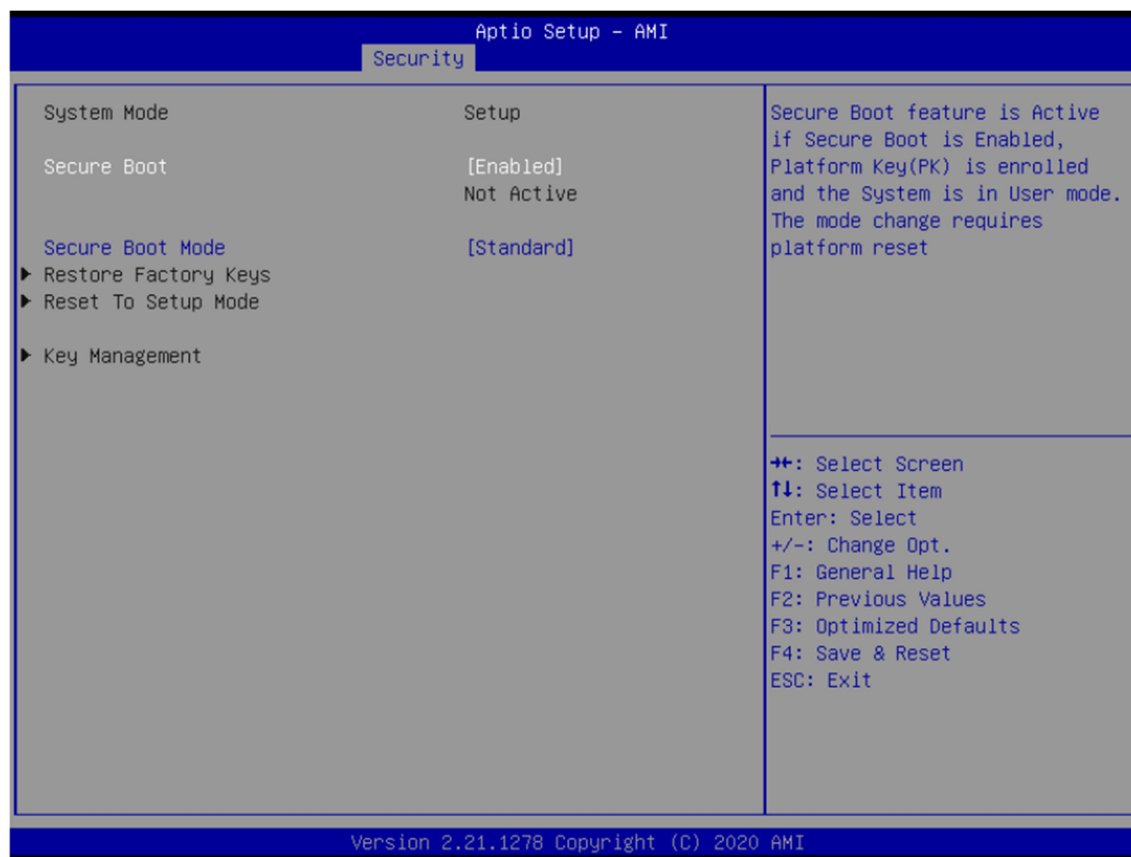 Aptio Setup – AMI
Security
System Mode Setup
Secure Boot [Enabled]
Not Active
Secure Boot Mode [Standard]
Restore Factory Keys
Reset To Setup Mode
Key Management
Secure Boot feature is Active
if Secure Boot is Enabled,
Platform Key(PK) is enrolled
and the System is in User mode.
The mode change requires
platform reset
→←: Select Screen
↑↓: Select Item
Enter: Select
+/-: Change Opt.
F1: General Help
F2: Previous Values
F3: Optimized Defaults
F4: Save & Reset
ESC: Exit
Version 2.21.1278 Copyright (C) 2020 AMI